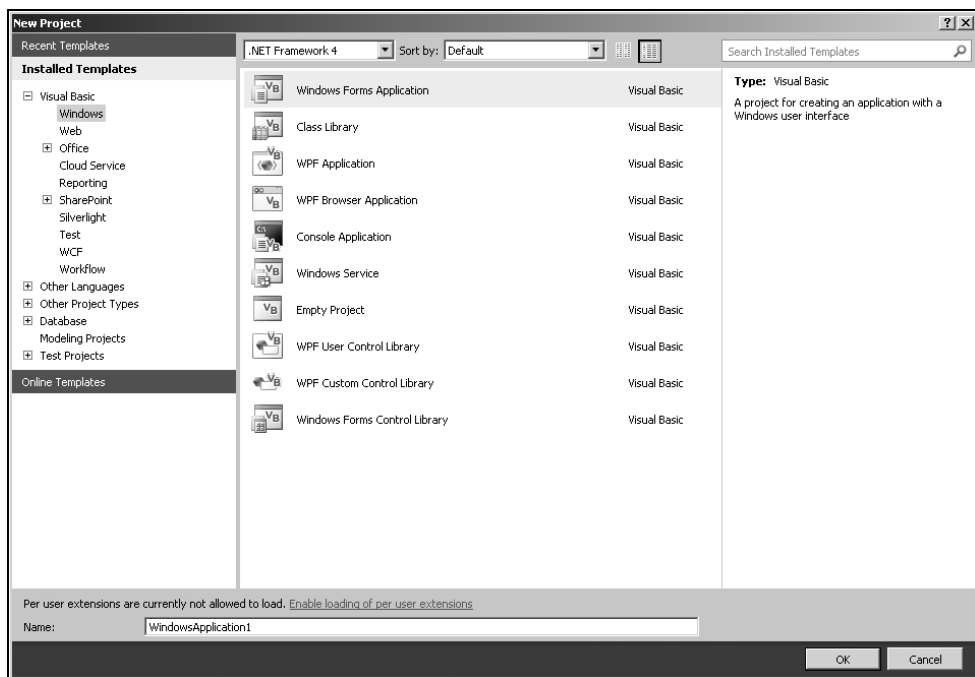 New Project
Recent Templates
.NET Framework 4 Sort by: Default Search Installed Templates
Installed Templates
Visual Basic
Windows
Web
Office
Cloud Service
Reporting
SharePoint
Silverlight
Test
WCF
Workflow
Other Languages
Other Project Types
Database
Modeling Projects
Test Projects
Online Templates
Windows Forms Application Visual Basic
Class Library Visual Basic
WPF Application Visual Basic
WPF Browser Application Visual Basic
Console Application Visual Basic
Windows Service Visual Basic
Empty Project Visual Basic
WPF User Control Library Visual Basic
WPF Custom Control Library Visual Basic
Windows Forms Control Library Visual Basic
Type: Visual Basic
A project for creating an application with a
Windows user interface
Per user extensions are currently not allowed to load. Enable loading of per user extensions
Name: WindowsApplication1
OK Cancel